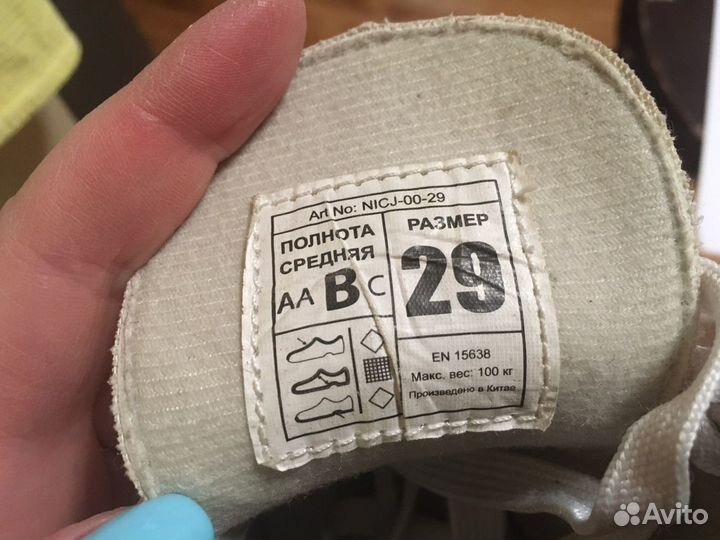 Art No: NICJ-00-29
ПОЛНОТА
СРЕДНЯЯ
AA B C
РАЗМЕР
29
EN 15638
Макс. вес: 100 кг
Произведено в Китае
Avito